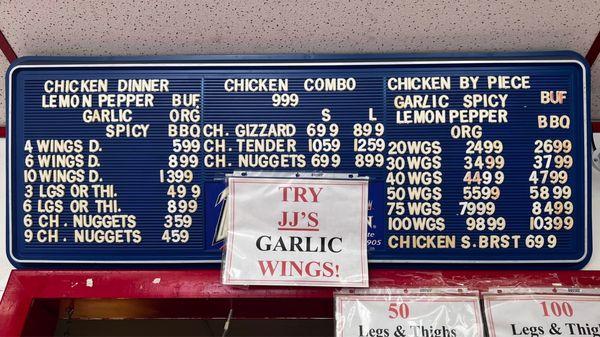 CHICKEN DINNER
LEMON PEPPER BUF.
GARLIC ORG
SPICY BBQ
4 WINGS D. 599
6 WINGS D. 899
10 WINGS D. 1399
3 LGS OR THI. 499
6 LGS OR THI. 899
6 CH. NUGGETS 359
9 CH. NUGGETS 459
CHICKEN COMBO
999
S L
CH. GIZZARD 699 899
CH. TENDER 1059 1259
CH. NUGGETS 699 899
CHICKEN BY PIECE
GARLIC SPICY BUF
LEMON PEPPER BBQ
ORG
20WGS 2499 2699
30WGS 3499 3799
40WGS 4499 4799
50WGS 5599 5899
75WGS 7999 8499
100WGS 9899 10399
CHICKEN S.BRST 699
TRY
JJ'S
GARLIC
WINGS!
50
Legs & Thighs
100
Legs & Thighs